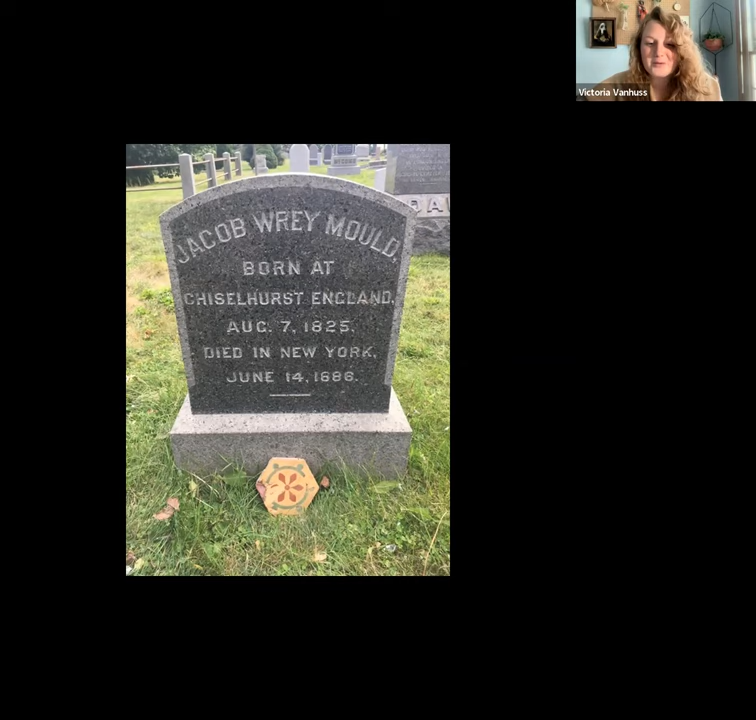 Victoria Vanhuss
JACOB WREY MOULD,
BORN AT
CHISELHURST ENGLAND,
AUG. 7, 1825,
DIED IN NEW YORK,
JUNE 14, 1886.
DA